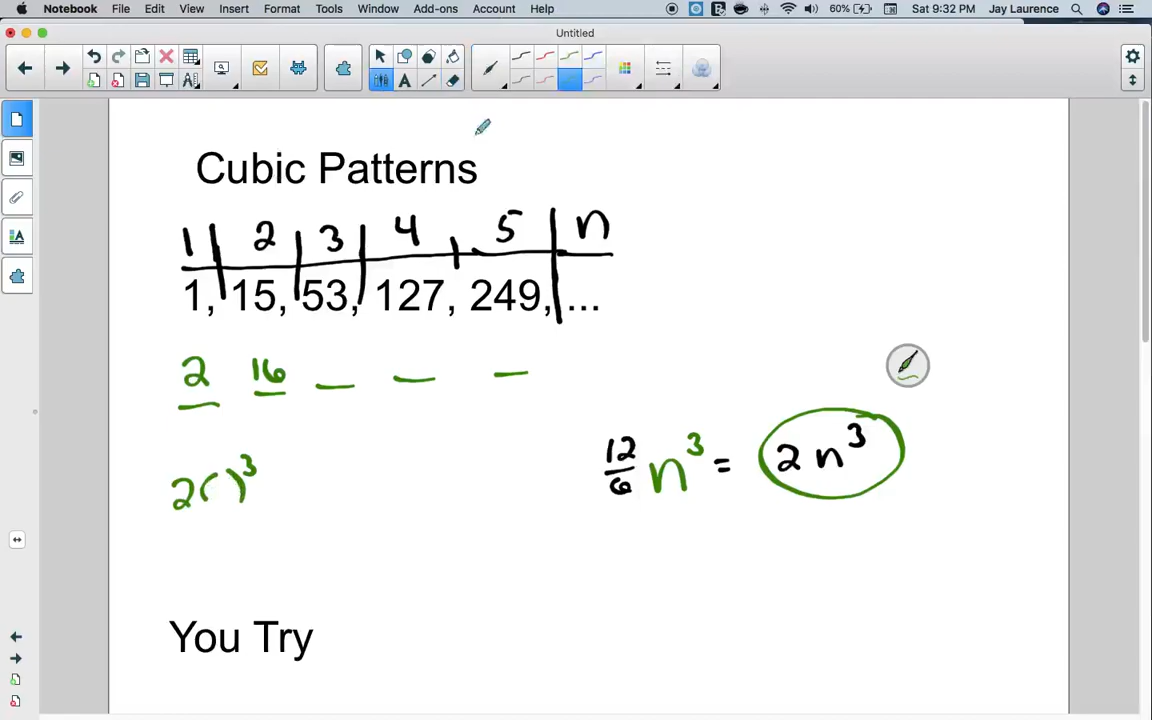 Notebook File Edit View Insert Format Tools Window Add-ons Account Help 60% Sat 9:32 PM Jay Laurence
Untitled
Cubic Patterns
1 2 3 4 5 n
1, 15, 53, 127, 249, ...
2 16
12/6 n³ = 2n³
2( )³
You Try